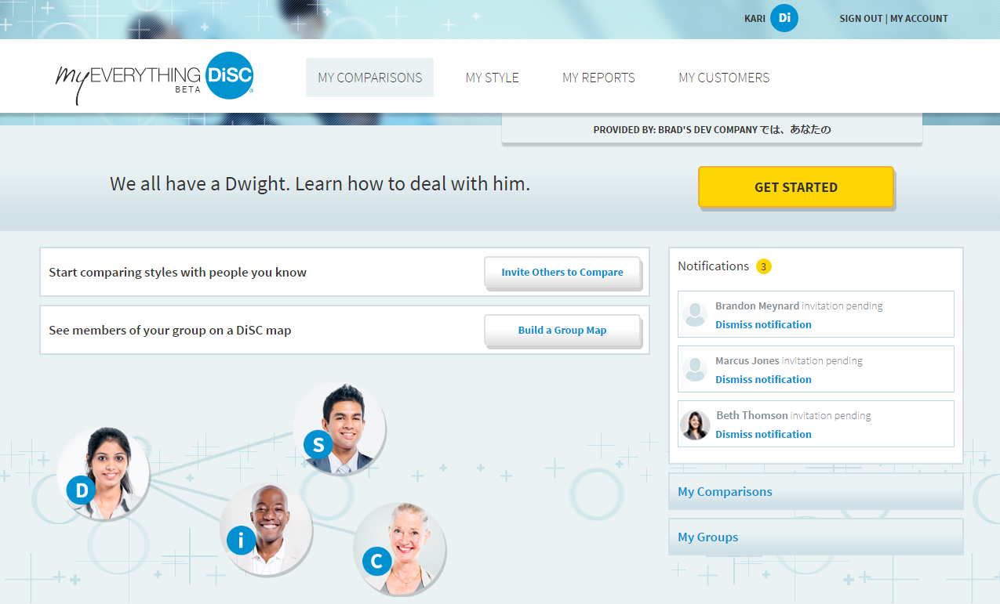 KARI Di SIGN OUT | MY ACCOUNT
my EVERYTHING DiSC®
BETA
MY COMPARISONS MY STYLE MY REPORTS MY CUSTOMERS
PROVIDED BY: BRAD'S DEV COMPANY では、あなたの
We all have a Dwight. Learn how to deal with him.
GET STARTED
Start comparing styles with people you know
Invite Others to Compare
See members of your group on a DiSC map
Build a Group Map
Notifications 3
Brandon Meynard invitation pending
Dismiss notification
Marcus Jones invitation pending
Dismiss notification
Beth Thomson invitation pending
Dismiss notification
My Comparisons
My Groups
S
D
i
C